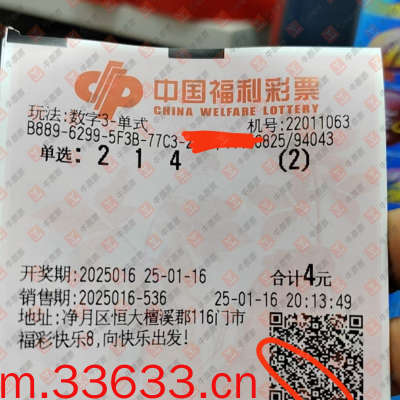 中国福利彩票
CHINA WELFARE LOTTERY
玩法:数字3-单式 机号:22011063
B889-6299-5F3B-77C3- 6825/94043
单选: 2 1 4 (2)
开奖期:2025016 25-01-16 合计4元
销售期:2025016-536 25-01-16 20:13:49
地址:净月区恒大檀溪郡116门市
福彩快乐8,向快乐出发!
m.33633.cn